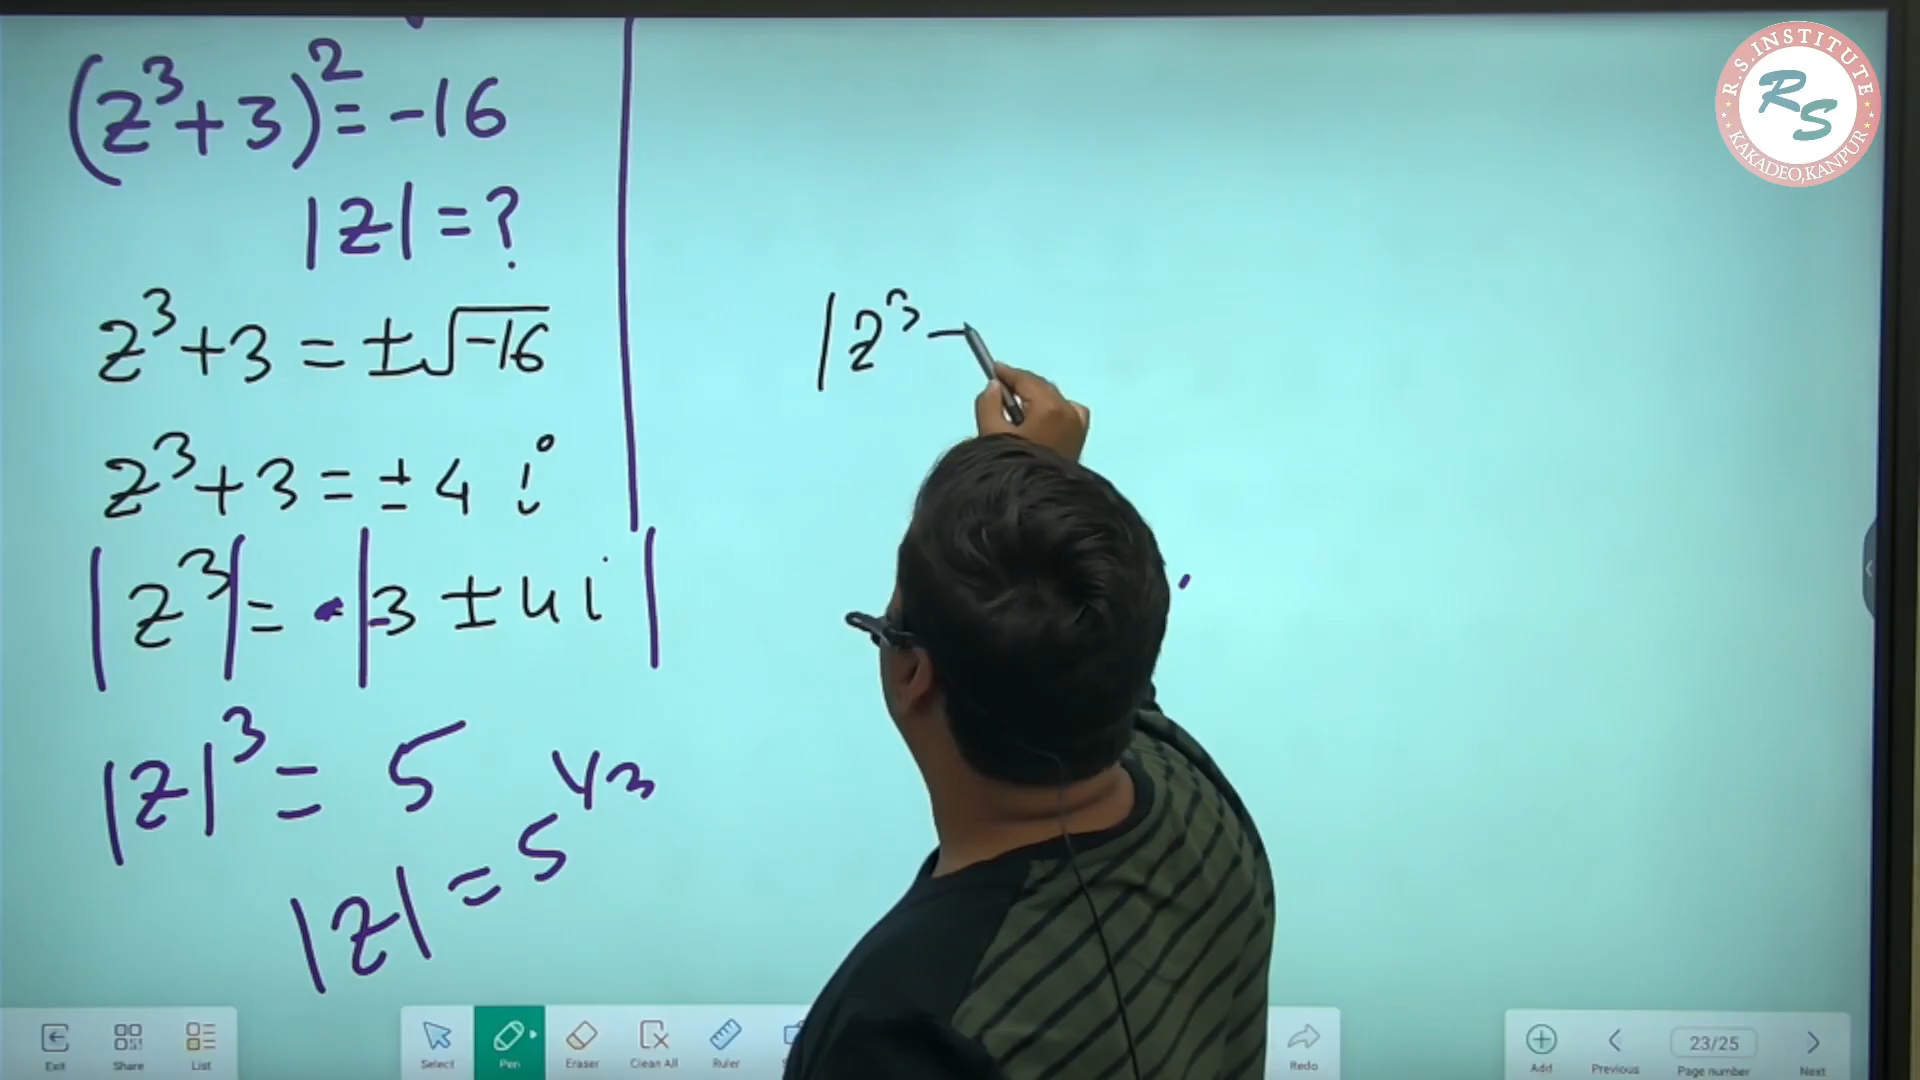 (z³+3)²=-16
|z|=?
z³+3=±√-16
z³+3=±4 i
|z³|=|-3±4i|
|z|³=5
|z|=5^1/3
|z³-
R.S.INSTITUTE
RS
KAKADEO,KANPUR
Exit
Share
List
Select
Pen
Eraser
Clean All
Ruler
Redo
Add
Previous
23/25
Page number
Next